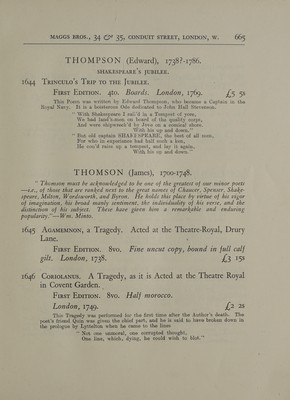 MAGGS BROS., 34 & 35, CONDUIT STREET, LONDON, W. 665
THOMPSON (Edward), 1738?-1786.
SHAKESPEARE'S JUBILEE.
1644 TRINCULO'S TRIP TO THE JUBILEE.
FIRST EDITION. 4to. Boards. London, 1769. £5 5s
This Poem was written by Edward Thompson, who became a Captain in the
Royal Navy. It is a boisterous Ode dedicated to John Hall Stevenson.
" With Shakespeare I sail'd in a Tempest of yore,
We had land's-men on board of the quality corps,
And were shipwreck'd by Jove on a comical shore.
With his up and down."
" But old captain SHAKESPEARE, the best of all men,
For who in experience had half such a ken,
He wou'd raise up a tempest, and lay it again.
With his up and down."
THOMSON (James), 1700-1748.
" Thomson must be acknowledged to be one of the greatest of our minor poets
—i.e., of those that are ranked next to the great names of Chaucer, Spenser, Shake-
speare, Milton, Wordsworth, and Byron. He holds this place by virtue of his vigor
of imagination, his broad manly sentiment, the individuality of his verse, and the
distinction of his subject. These have given him a remarkable and enduring
popularity."—Wm. Minto.
1645 AGAMEMNON, a Tragedy. Acted at the Theatre-Royal, Drury
Lane.
FIRST EDITION. 8vo. Fine uncut copy, bound in full calf
gilt. London, 1738. £3 15s
1646 CORIOLANUS. A Tragedy, as it is Acted at the Theatre Royal
in Covent Garden.
FIRST EDITION. 8vo. Half morocco.
London, 1749. £2 2s
This Tragedy was performed for the first time after the Author's death. The
poet's friend Quin was given the chief part, and he is said to have broken down in
the prologue by Lyttelton when he came to the lines
" Not one immoral, one corrupted thought,
One line, which, dying, he could wish to blot."